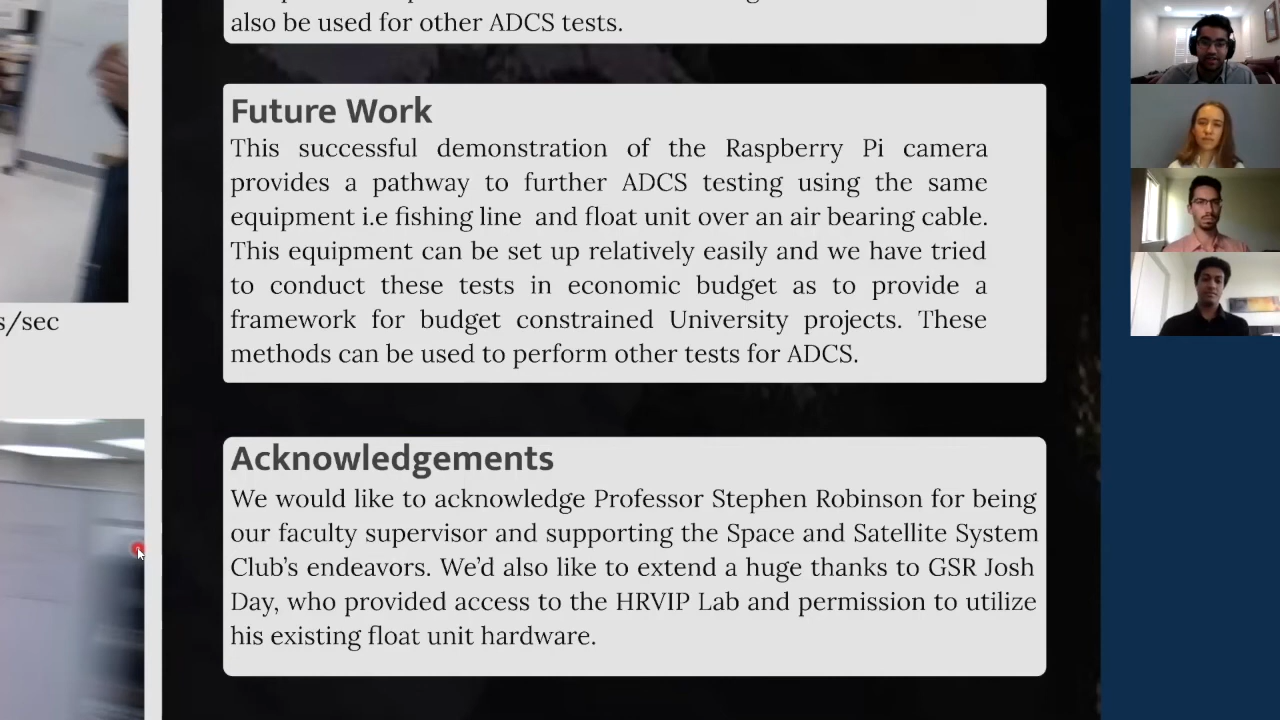 also be used for other ADCS tests.
Future Work
This successful demonstration of the Raspberry Pi camera
provides a pathway to further ADCS testing using the same
equipment i.e fishing line and float unit over an air bearing cable.
This equipment can be set up relatively easily and we have tried
to conduct these tests in economic budget as to provide a
framework for budget constrained University projects. These
methods can be used to perform other tests for ADCS.
s/sec
Acknowledgements
We would like to acknowledge Professor Stephen Robinson for being
our faculty supervisor and supporting the Space and Satellite System
Club's endeavors. We'd also like to extend a huge thanks to GSR Josh
Day, who provided access to the HRVIP Lab and permission to utilize
his existing float unit hardware.